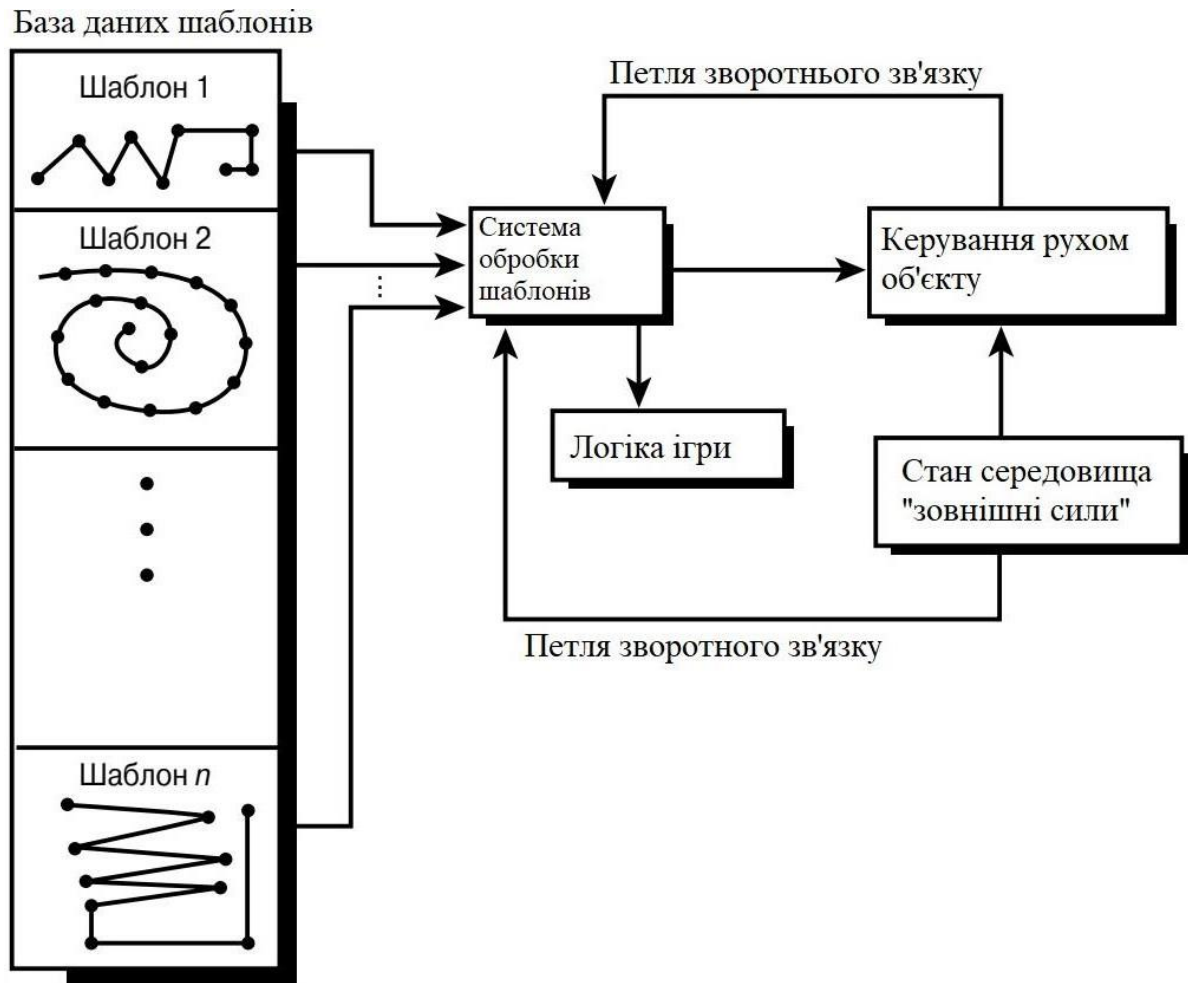 База даних шаблонів
Шаблон 1
Шаблон 2
Шаблон n
Петля зворотнього зв'язку
Система
обробки
шаблонів
Керування рухом
об'єкту
Логіка ігри
Стан середовища
"зовнішні сили"
Петля зворотного зв'язку